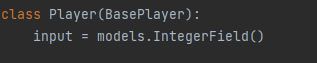 class Player(BasePlayer):
    input = models.IntegerField()